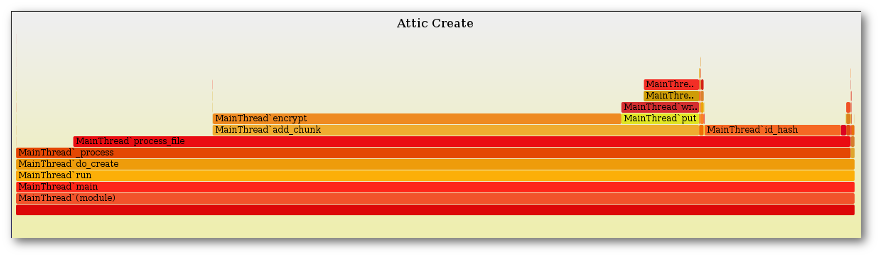 Attic Create
MainThre..
MainThre..
MainThread`wr..
MainThread`encrypt
MainThread`put
MainThread`add_chunk
MainThread`id_hash
MainThread`process_file
MainThread`_process
MainThread`do_create
MainThread`run
MainThread`main
MainThread`(module)